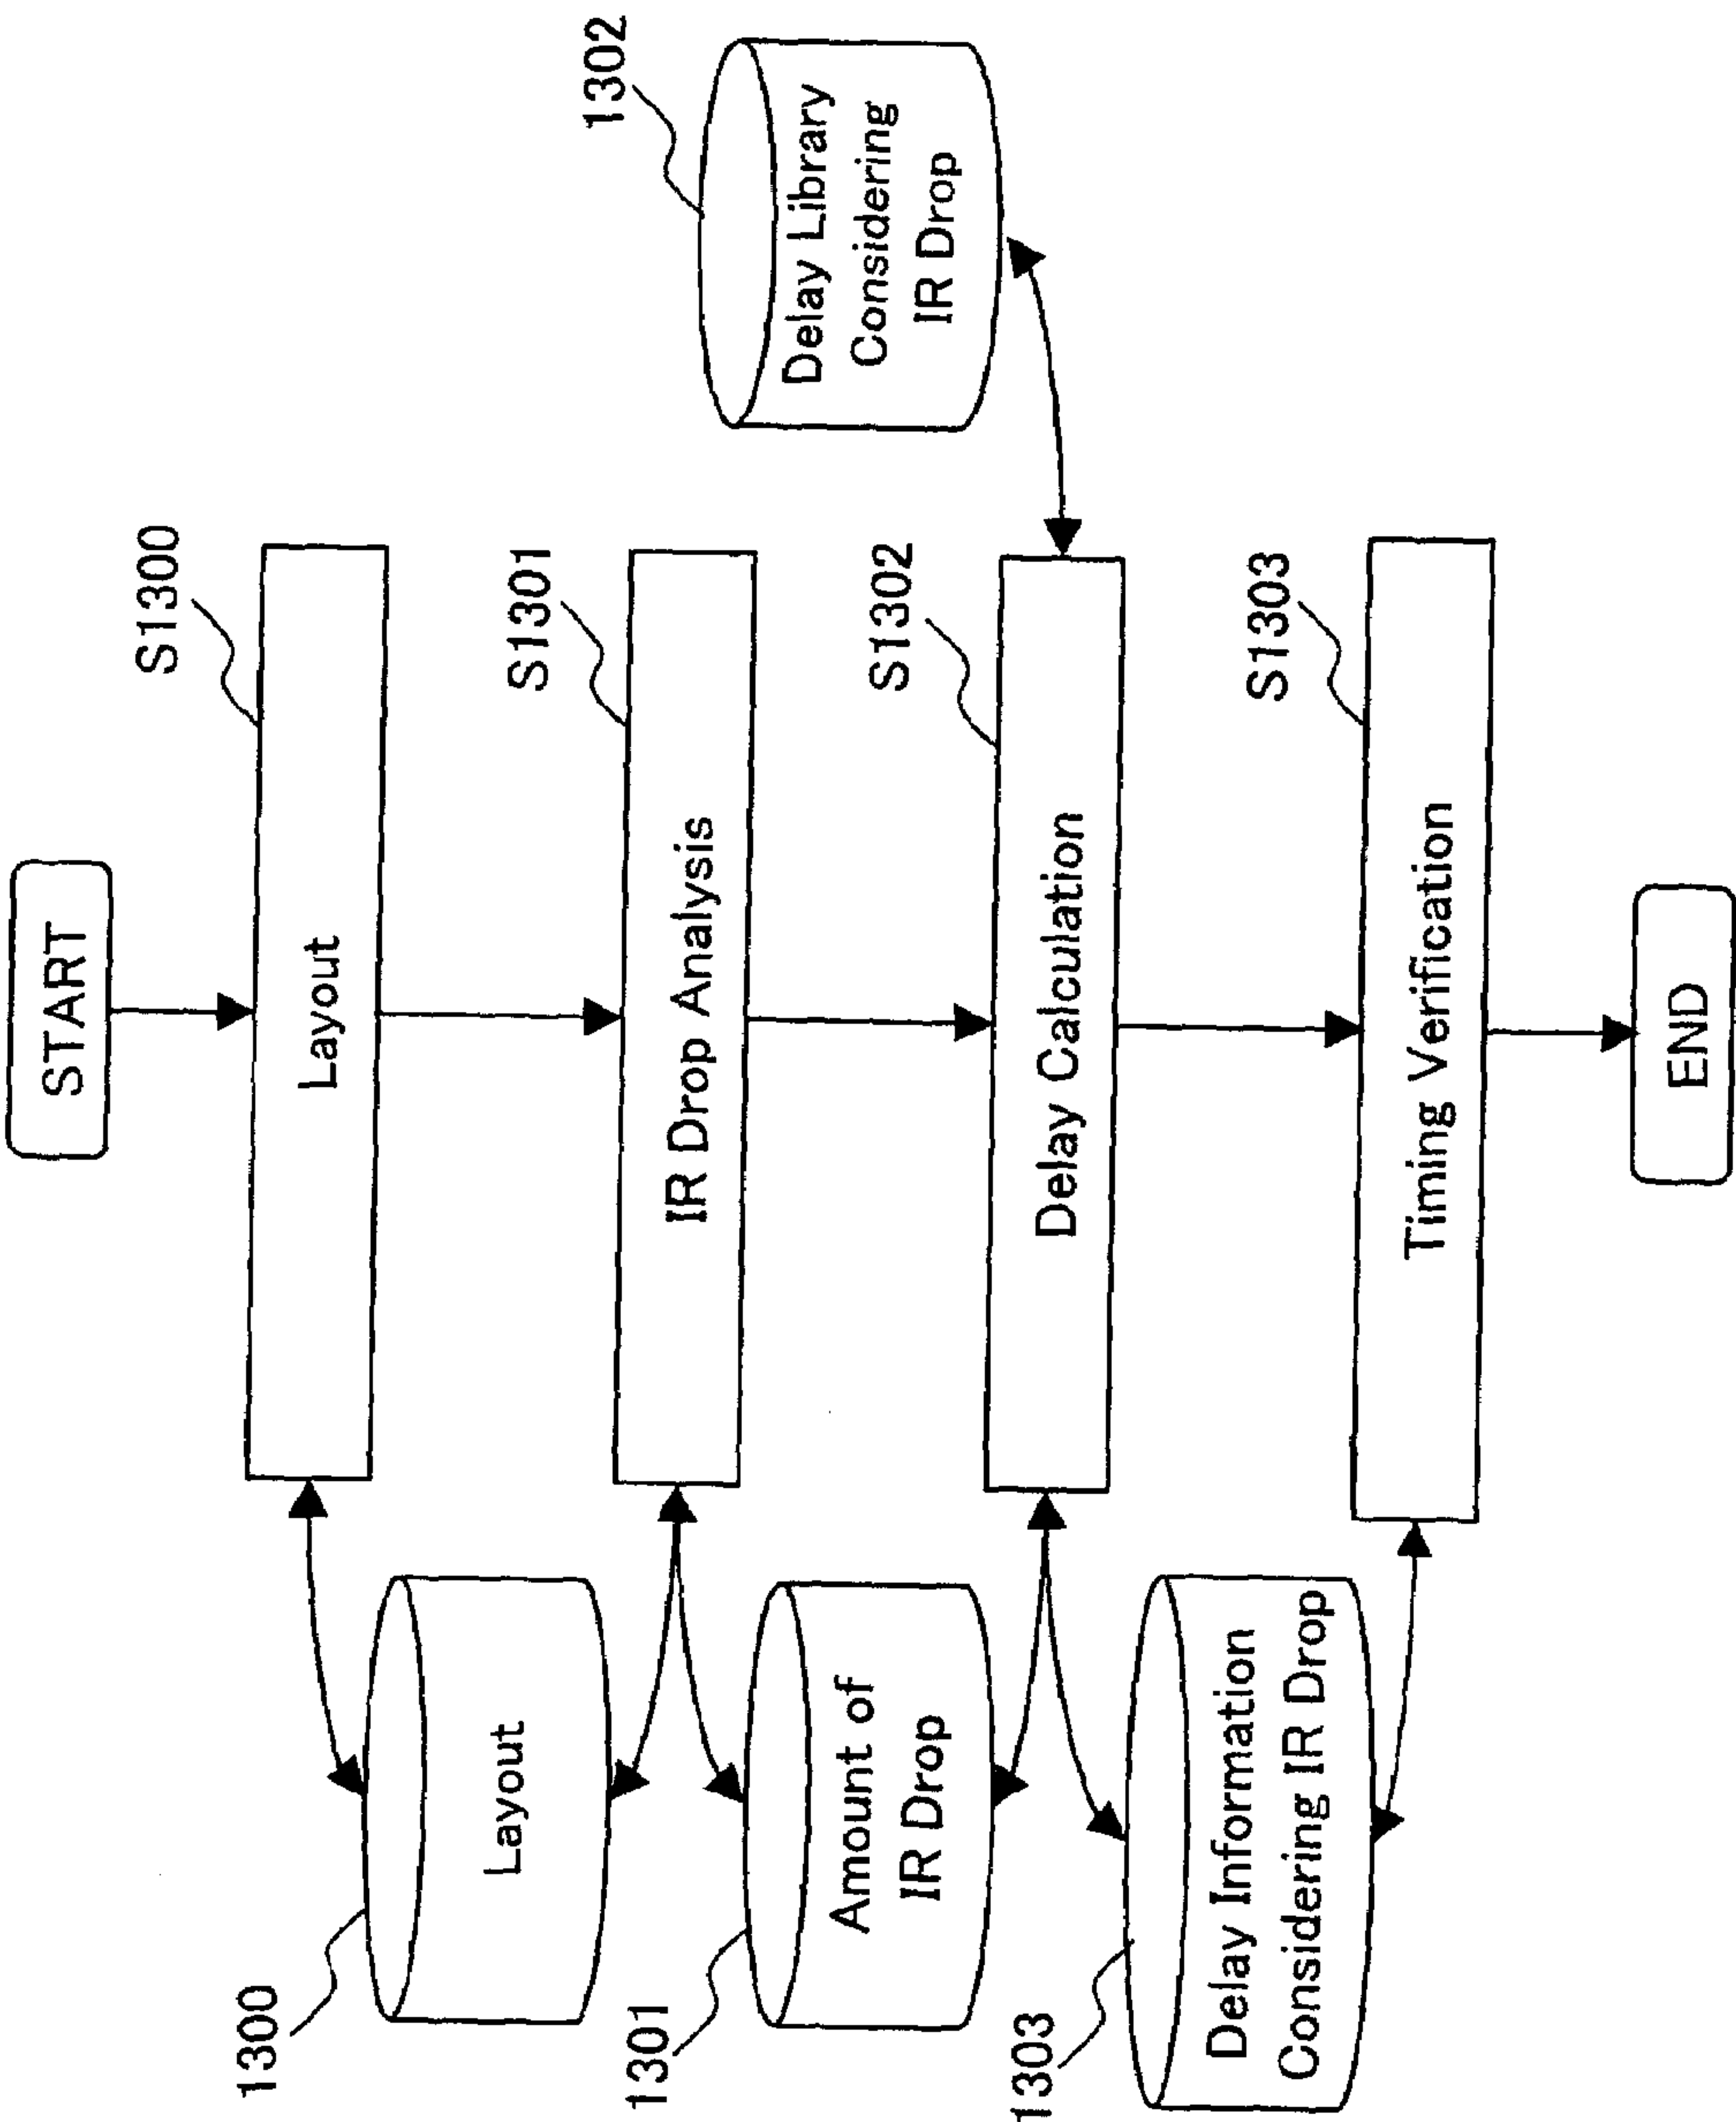 START
S1300
Layout
1300
Layout
S1301
IR Drop Analysis
1301
Amount of
IR Drop
1302
Delay Library
Considering
IR Drop
S1302
Delay Calculation
1303
Delay Information
Considering IR Drop
S1303
Timing Verification
END